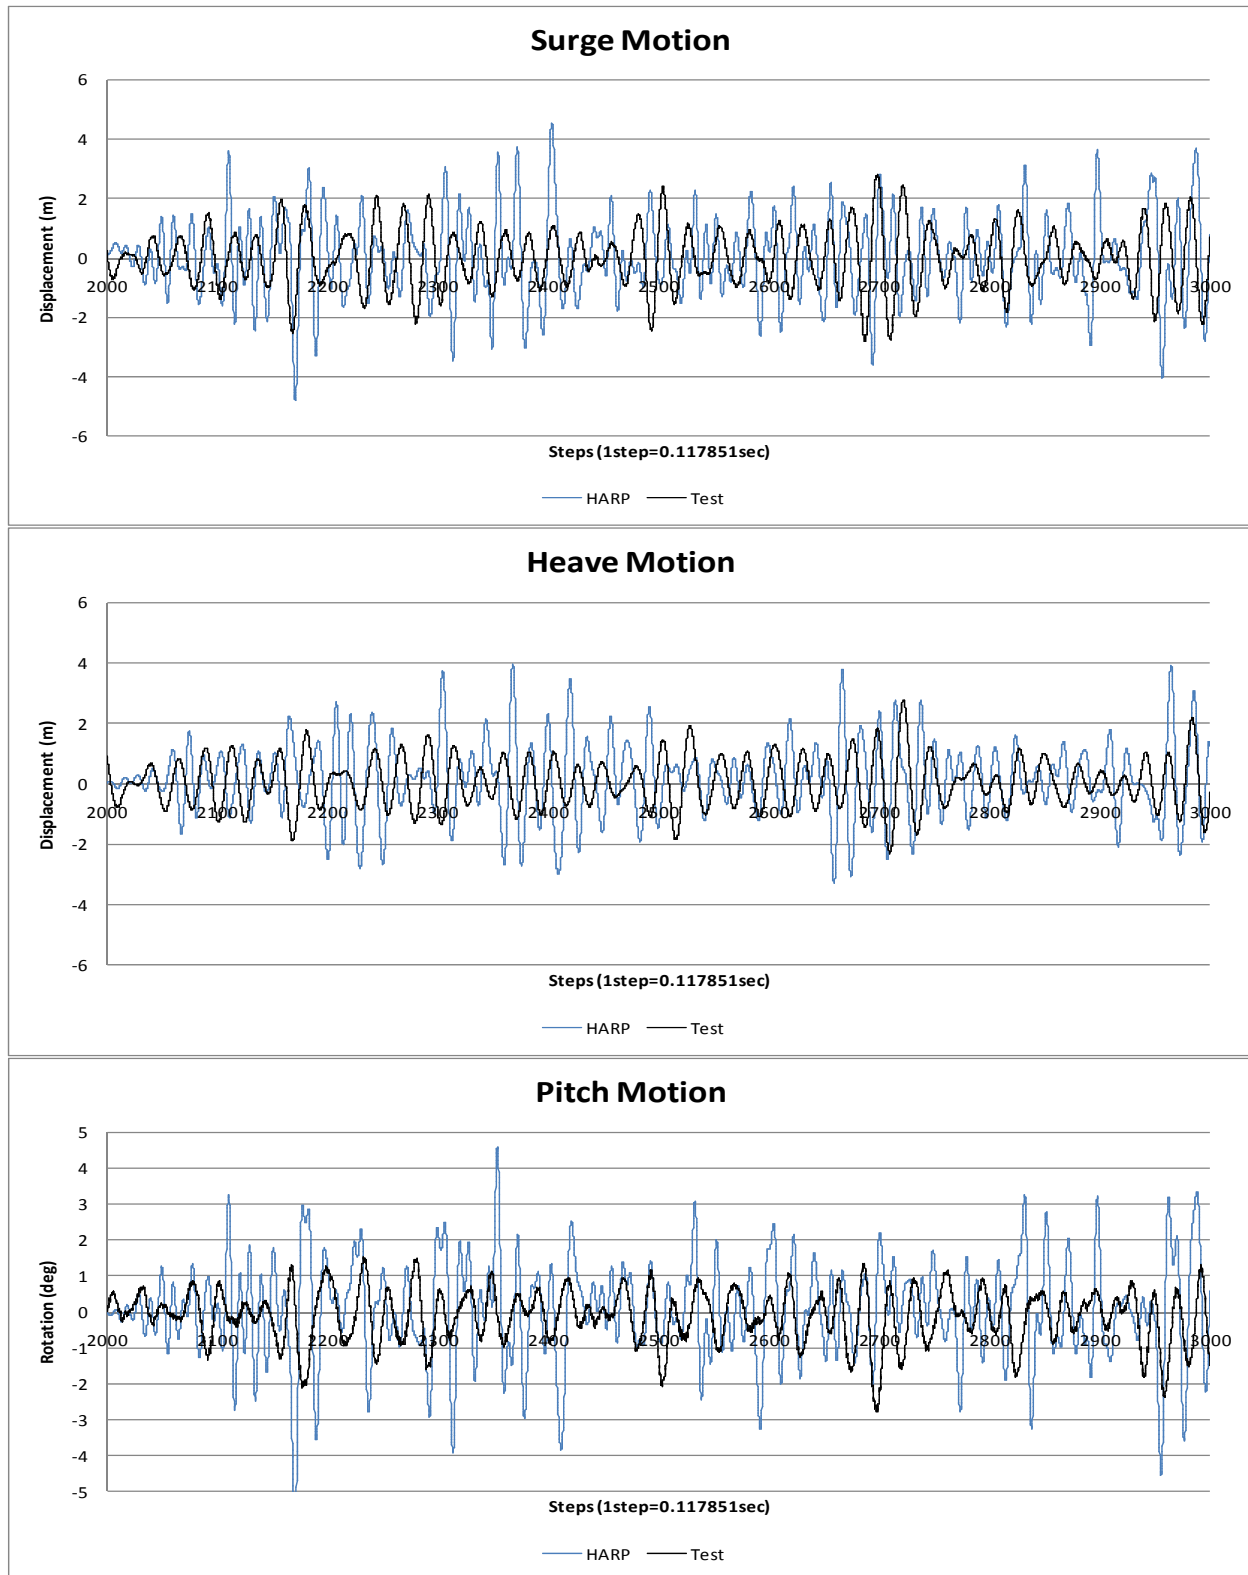 Surge Motion
6
4
2
0
-2
-4
-6
Displacement (m)
2000 2100 2200 2300 2400 2500 2600 2700 2800 2900 3000
Steps (1step=0.117851sec)
HARP Test
Heave Motion
6
4
2
0
-2
-4
-6
Displacement (m)
2000 2100 2200 2300 2400 2500 2600 2700 2800 2900 3000
Steps (1step=0.117851sec)
HARP Test
Pitch Motion
5
4
3
2
1
0
-1
-2
-3
-4
-5
Rotation (deg)
2000 2100 2200 2300 2400 2500 2600 2700 2800 2900 3000
Steps (1step=0.117851sec)
HARP Test